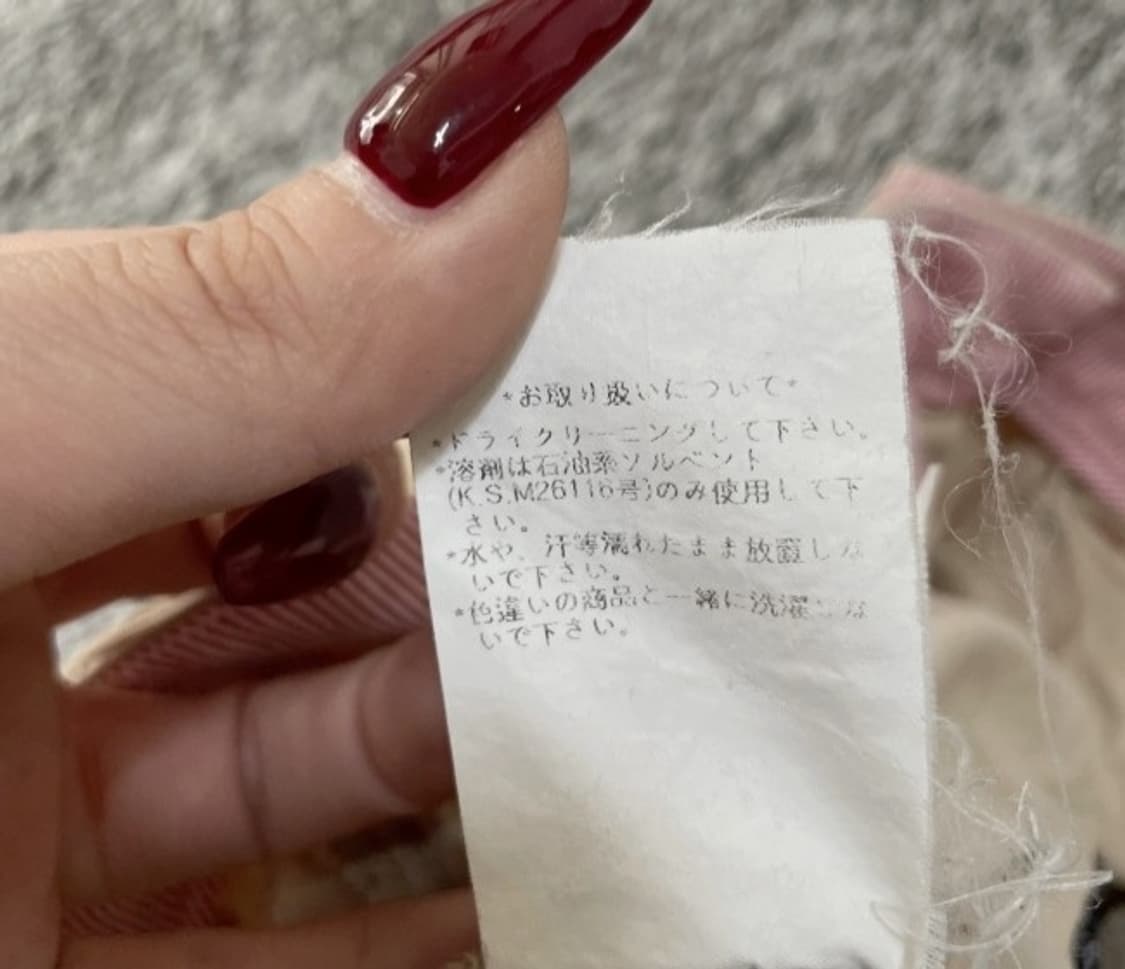 *お取り扱いについて*
*ドライクリーニングして下さい。
*溶剤は石油系ソルベント
(K.S.M26116号)のみ使用して下
さい。
*水や、汗等濡れたまま放置しな
いで下さい。
*色違いの商品と一緒に洗濯しな
いで下さい。